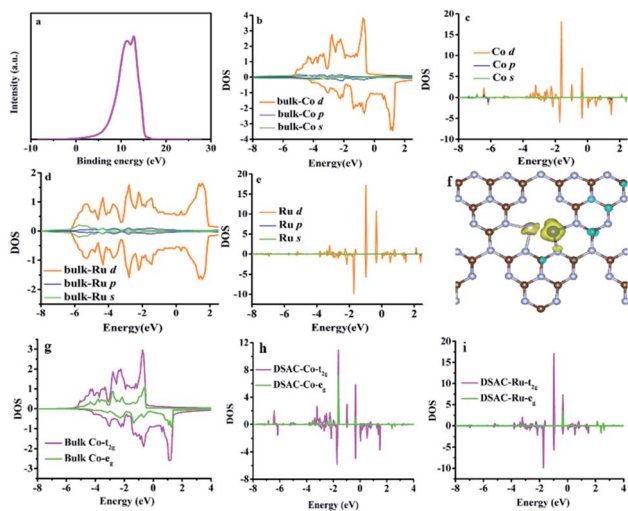 a
Intensity (a.u.)
-10 0 10 20 30
Binding energy (eV)
b
DOS
4
3
2
1
0
-1
-2
-3
-4
bulk-Co d
bulk-Co p
bulk-Co s
-8 -6 -4 -2 0 2
Energy(eV)
c
DOS
20
15
10
5
0
-5
-10
Co d
Co p
Co s
-8 -6 -4 -2 0 2
Energy(eV)
d
DOS
2
1
0
-1
-2
bulk-Ru d
bulk-Ru p
bulk-Ru s
-8 -6 -4 -2 0 2
Energy(eV)
e
DOS
20
15
10
5
0
-5
-10
Ru d
Ru p
Ru s
-8 -6 -4 -2 0 2
Energy(eV)
f
g
DOS
3
2
1
0
-1
-2
-3
Bulk Co-t2g
Bulk Co-eg
-8 -6 -4 -2 0 2 4
Energy (eV)
h
DOS
10
5
0
-5
-10
DSAC-Co-t2g
DSAC-Co-eg
-8 -6 -4 -2 0 2 4
Energy (eV)
i
DOS
20
15
10
5
0
-5
-10
DSAC-Ru-t2g
DSAC-Ru-eg
-8 -6 -4 -2 0 2 4
Energy (eV)